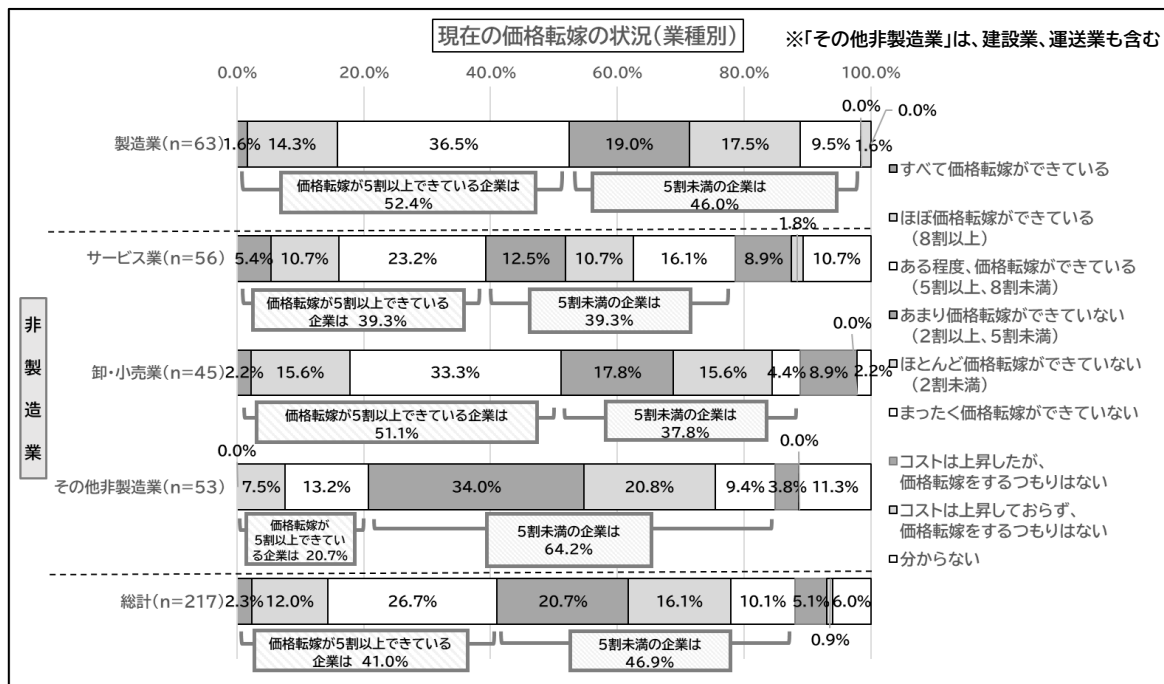 現在の価格転嫁の状況(業種別)
※「その他非製造業」は、建設業、運送業も含む
0.0% 20.0% 40.0% 60.0% 80.0% 100.0%
0.0%
0.0%
製造業(n=63)
1.6% 14.3% 36.5% 19.0% 17.5% 9.5% 1.6%
価格転嫁が5割以上できている企業は
52.4%
5割未満の企業は
46.0%
1.8%
サービス業(n=56)
5.4% 10.7% 23.2% 12.5% 10.7% 16.1% 8.9% 10.7%
価格転嫁が5割以上できている
企業は 39.3%
5割未満の企業は
39.3%
0.0%
卸・小売業(n=45)
2.2% 15.6% 33.3% 17.8% 15.6% 4.4% 8.9% 2.2%
価格転嫁が5割以上できている企業は
51.1%
5割未満の企業は
37.8%
0.0%
0.0%
その他非製造業(n=53)
7.5% 13.2% 34.0% 20.8% 9.4% 3.8% 11.3%
価格転嫁が
5割以上できてい
る企業は 20.7%
5割未満の企業は
64.2%
総計(n=217)
2.3% 12.0% 26.7% 20.7% 16.1% 10.1% 5.1% 6.0%
0.9%
価格転嫁が5割以上できている
企業は 41.0%
5割未満の企業は
46.9%
非
製
造
業
すべて価格転嫁ができている
ほぼ価格転嫁ができている
(8割以上)
ある程度、価格転嫁ができている
(5割以上、8割未満)
あまり価格転嫁ができていない
(2割以上、5割未満)
ほとんど価格転嫁ができていない
(2割未満)
まったく価格転嫁ができていない
コストは上昇したが、
価格転嫁をするつもりはない
コストは上昇しておらず、
価格転嫁をするつもりはない
分からない